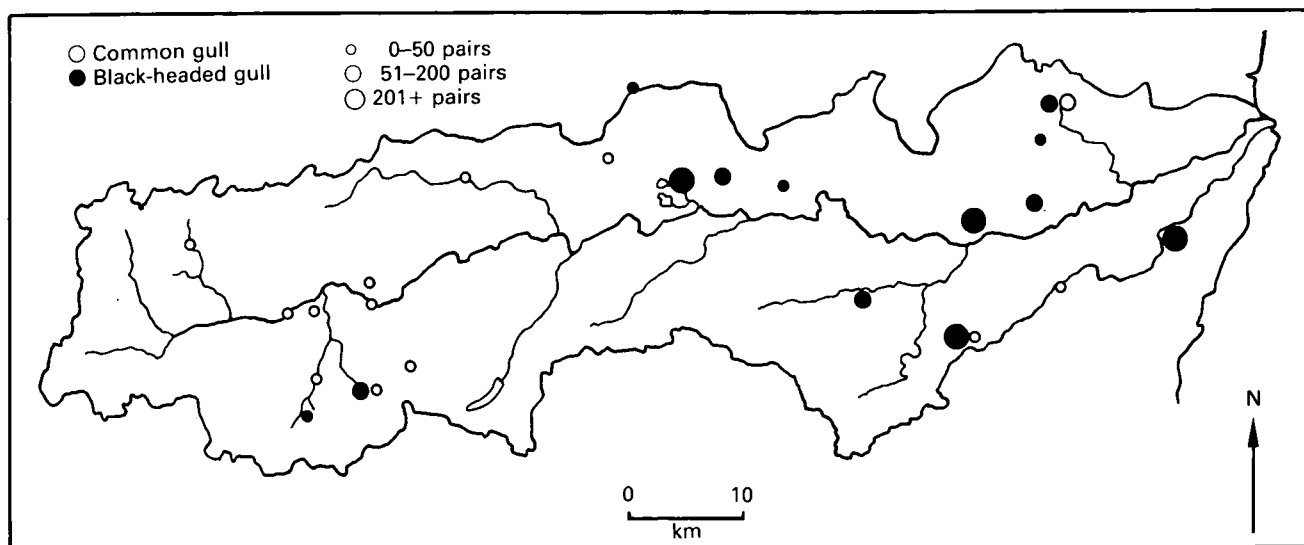 Common gull
Black-headed gull
0–50 pairs
51–200 pairs
201+ pairs
N
0 10
km